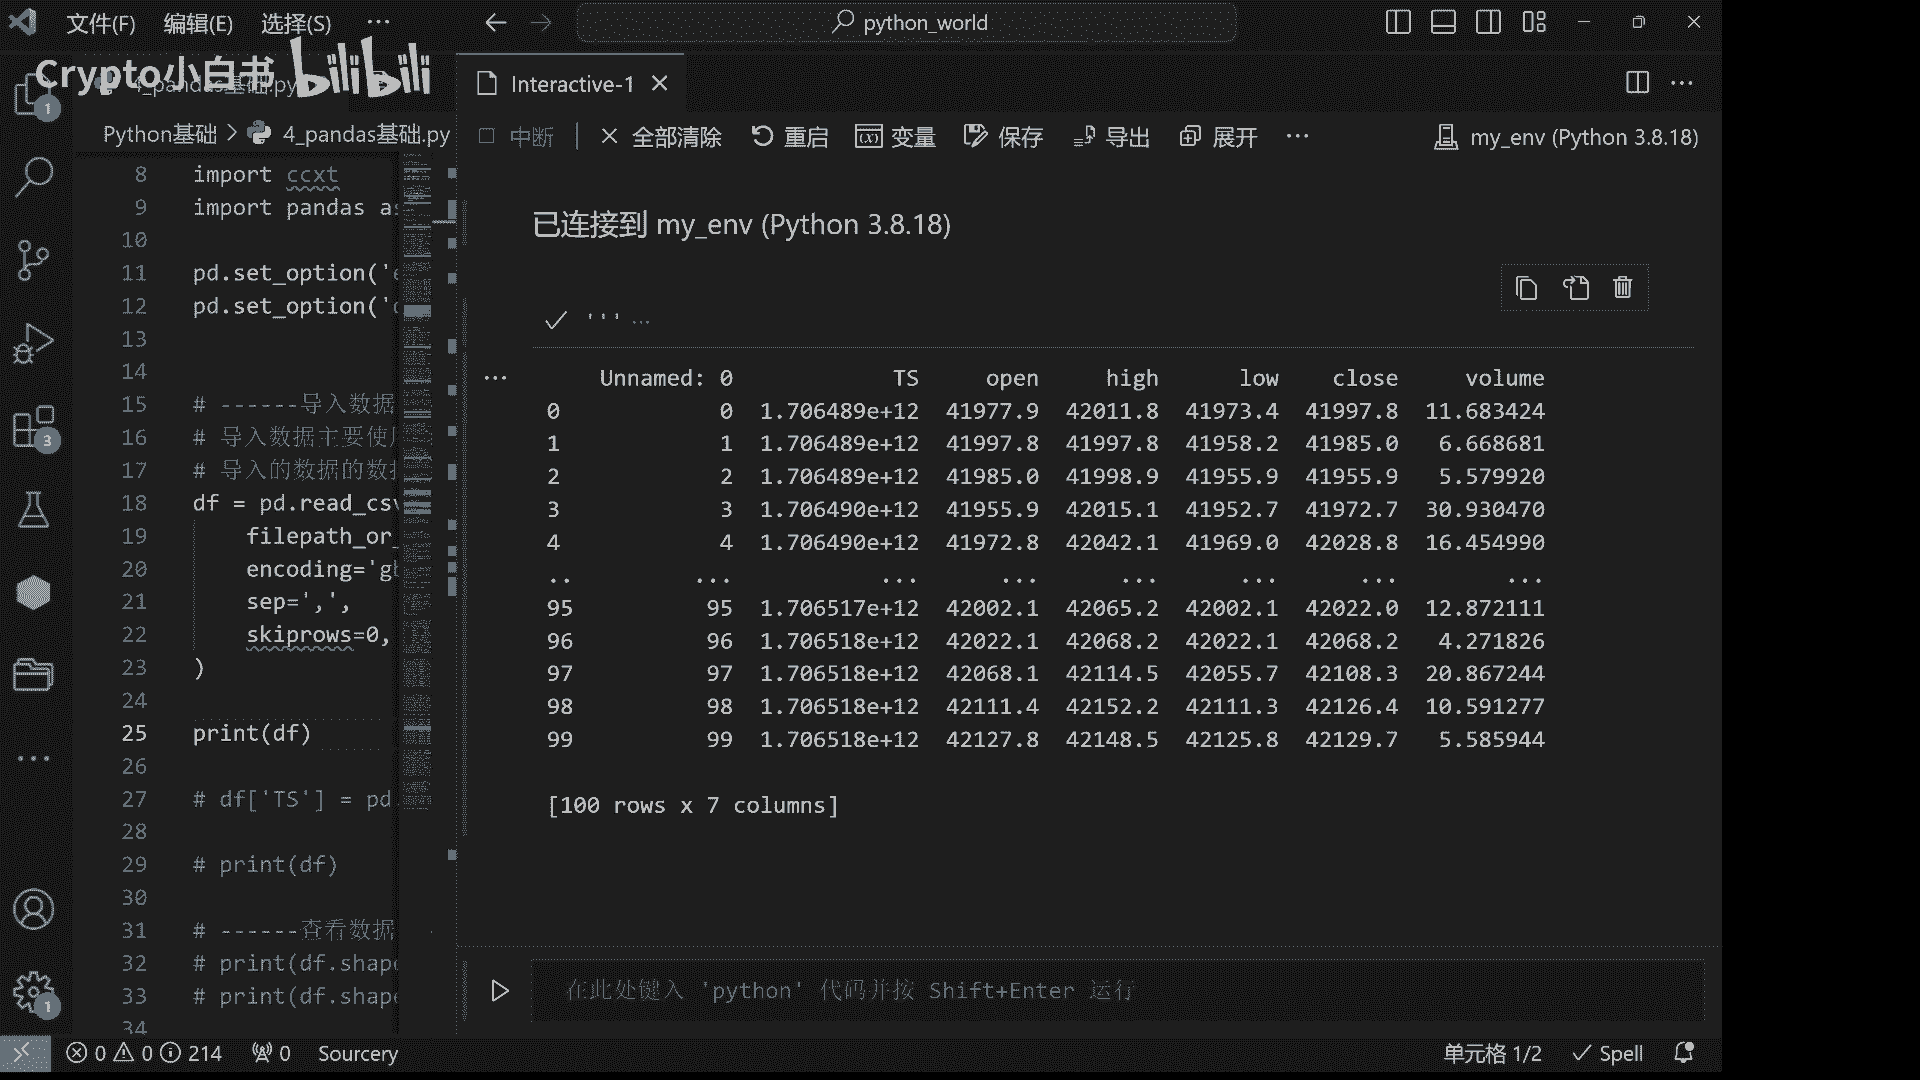 文件(F) 编辑(E) 选择(S) ··· python_world
Crypto小白书 bilibili
4_pandas基础.py
Interactive-1
Python基础 > 4_pandas基础.py
中断 全部清除 重启 变量 保存 导出 展开 ··· my_env (Python 3.8.18)
8 import ccxt
9 import pandas as
10
11 pd.set_option('
12 pd.set_option('
13
14
15 # ------导入数据
16 # 导入数据主要使
17 # 导入的数据的数
18 df = pd.read_csv
19 filepath_or_
20 encoding='gb
21 sep=',',
22 skiprows=0,
23 )
24
25 print(df)
26
27 # df['TS'] = pd.
28
29 # print(df)
30
31 # ------查看数据
32 # print(df.shape
33 # print(df.shape
34
已连接到 my_env (Python 3.8.18)
''' ...
Unnamed: 0 TS open high low close volume
0 0 1.706489e+12 41977.9 42011.8 41973.4 41997.8 11.683424
1 1 1.706489e+12 41997.8 41997.8 41958.2 41985.0 6.668681
2 2 1.706489e+12 41985.0 41998.9 41955.9 41955.9 5.579920
3 3 1.706490e+12 41955.9 42015.1 41952.7 41972.7 30.930470
4 4 1.706490e+12 41972.8 42042.1 41969.0 42028.8 16.454990
.. ... ... ... ... ... ... ...
95 95 1.706517e+12 42002.1 42065.2 42002.1 42022.0 12.872111
96 96 1.706518e+12 42022.1 42068.2 42022.1 42068.2 4.271826
97 97 1.706518e+12 42068.1 42114.5 42055.7 42108.3 20.867244
98 98 1.706518e+12 42111.4 42152.2 42111.3 42126.4 10.591277
99 99 1.706518e+12 42127.8 42148.5 42125.8 42129.7 5.585944
[100 rows x 7 columns]
在此处键入 'python' 代码并按 Shift+Enter 运行
1
3
1
0 0 214 0 Sourcery 单元格 1/2 Spell